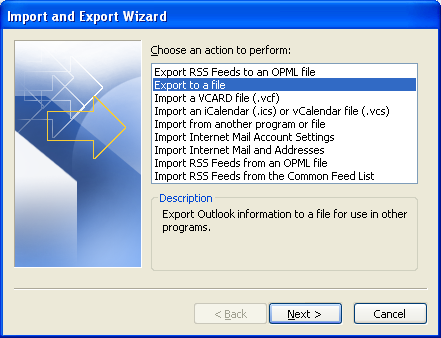 Import and Export Wizard
Choose an action to perform:
Export RSS Feeds to an OPML file
Export to a file
Import a VCARD file (.vcf)
Import an iCalendar (.ics) or vCalendar file (.vcs)
Import from another program or file
Import Internet Mail Account Settings
Import Internet Mail and Addresses
Import RSS Feeds from an OPML file
Import RSS Feeds from the Common Feed List
Description
Export Outlook information to a file for use in other
programs.
< Back Next > Cancel